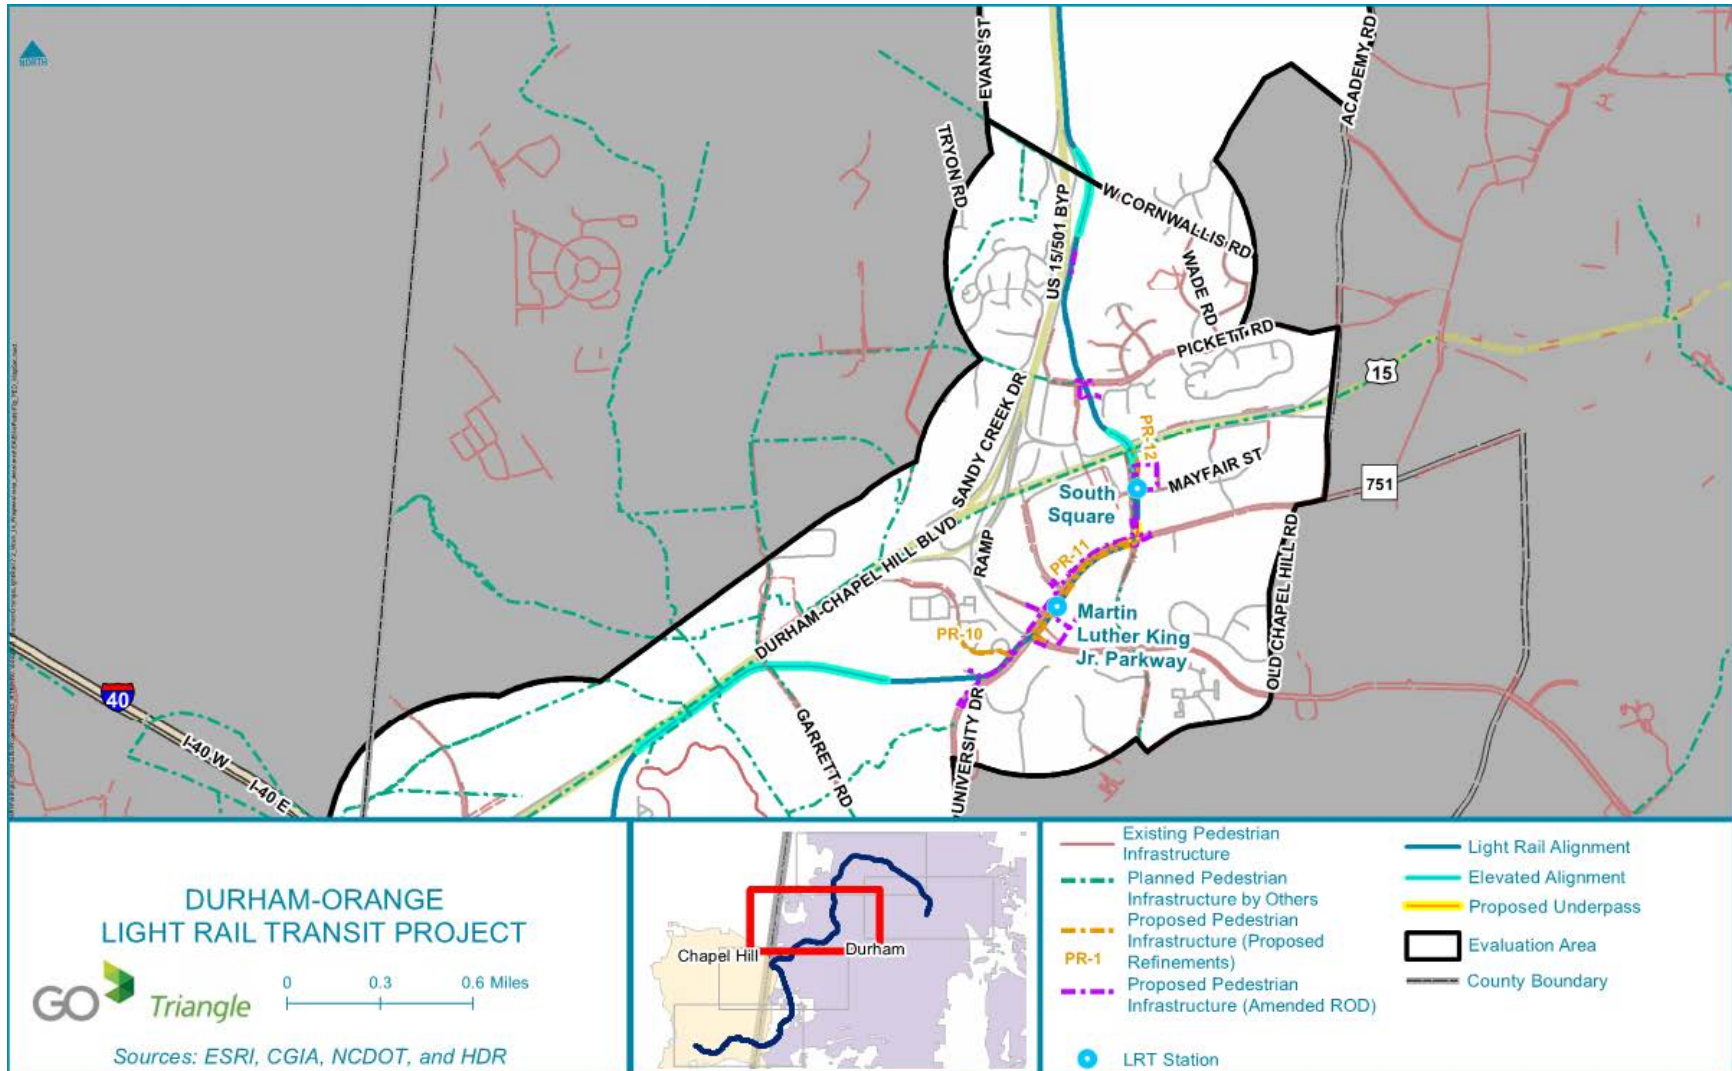 NORTH
EVANS ST
ACADEMY RD
TRYON RD
US 15/501 BYP
W CORNWALLIS RD
WADE RD
PICKETT RD
15
SANDY CREEK DR
PR-12
MAYFAIR ST
751
South
Square
DURHAM-CHAPEL HILL BLVD
RAMP
PR-11
OLD CHAPEL HILL RD
Martin
Luther King
Jr. Parkway
PR-10
40
I-40 W
I-40 E
GARRETT RD
UNIVERSITY DR
DURHAM-ORANGE
LIGHT RAIL TRANSIT PROJECT
GO Triangle
0 0.3 0.6 Miles
Sources: ESRI, CGIA, NCDOT, and HDR
Chapel Hill
Durham
Existing Pedestrian
Infrastructure
Planned Pedestrian
Infrastructure by Others
Proposed Pedestrian
Infrastructure (Proposed
Refinements)
PR-1
Proposed Pedestrian
Infrastructure (Amended ROD)
LRT Station
Light Rail Alignment
Elevated Alignment
Proposed Underpass
Evaluation Area
County Boundary